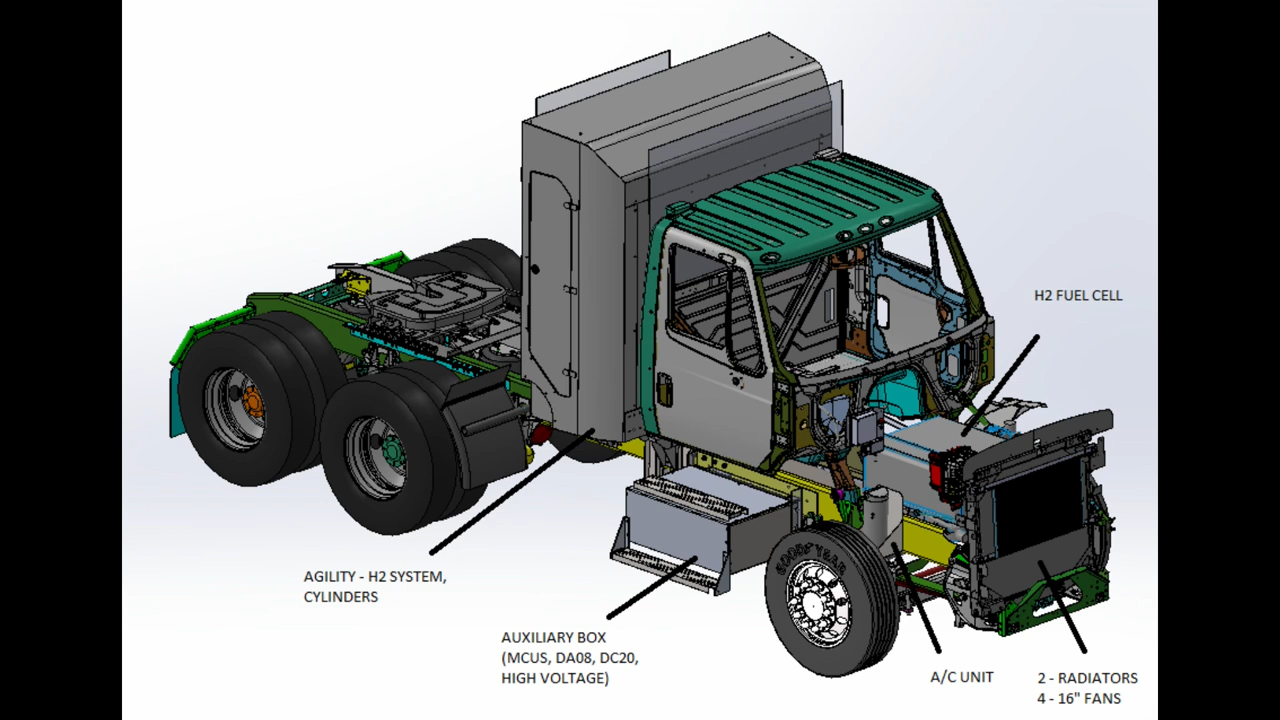 H2 FUEL CELL
GOODYEAR
AGILITY - H2 SYSTEM,
CYLINDERS
AUXILIARY BOX
(MCUS, DA08, DC20,
HIGH VOLTAGE)
A/C UNIT
2 - RADIATORS
4 - 16" FANS